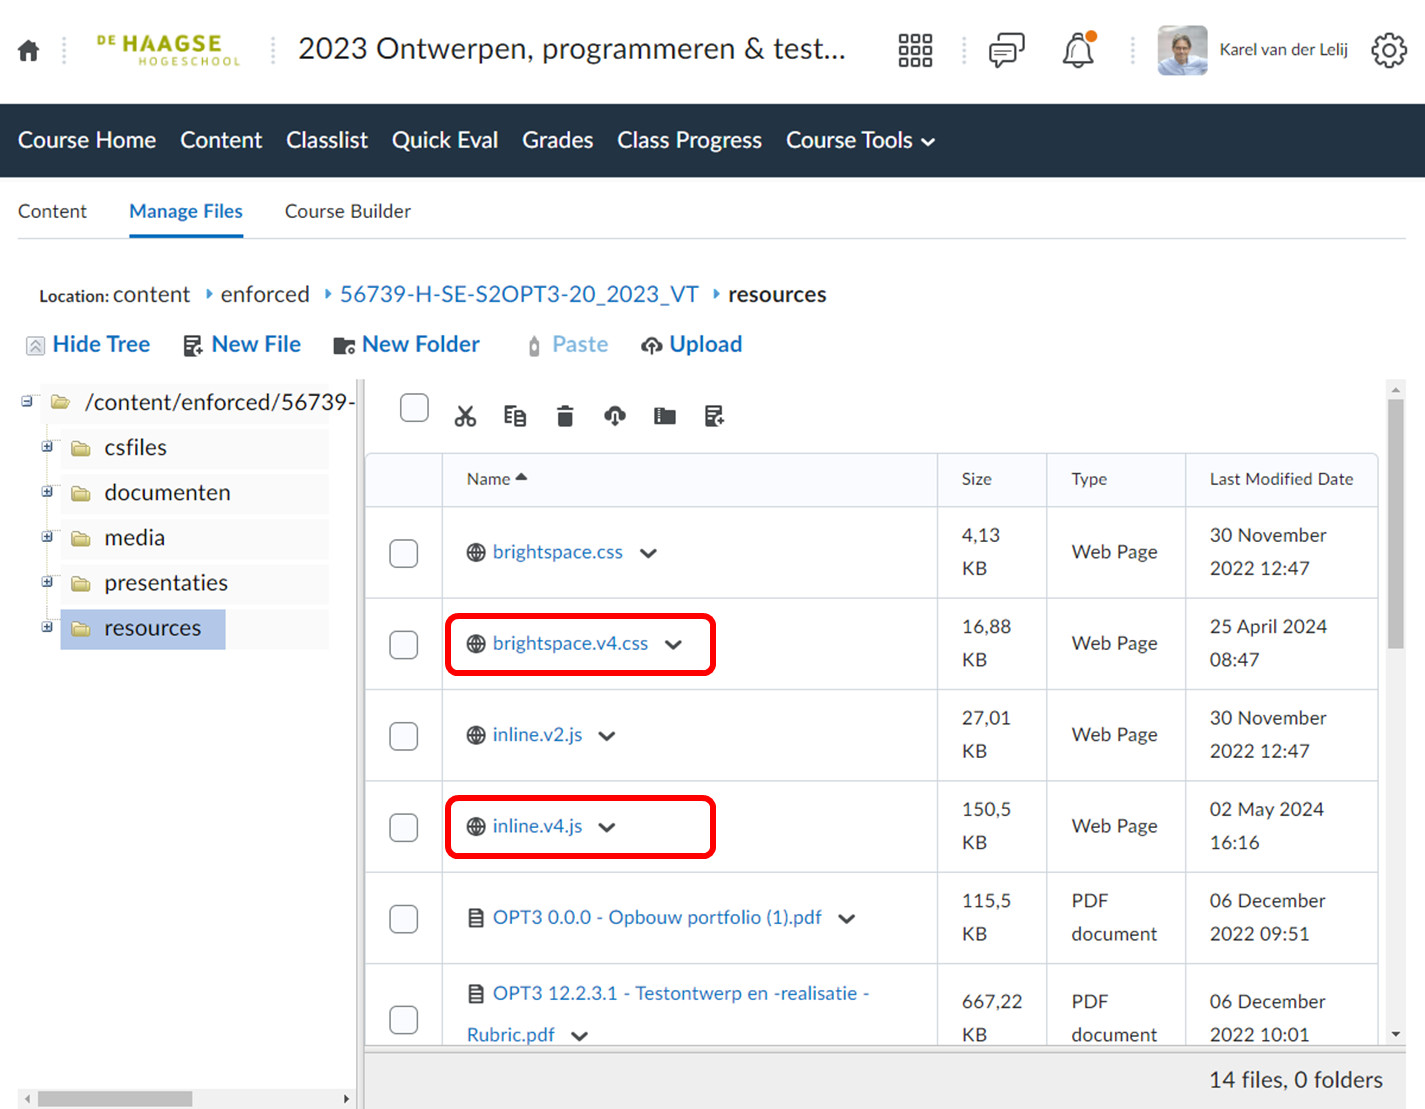 DE HAAGSE
HOGESCHOOL
2023 Ontwerpen, programmeren & test...
Karel van der Lelij
Course Home Content Classlist Quick Eval Grades Class Progress Course Tools
Content Manage Files Course Builder
Location: content enforced 56739-H-SE-S2OPT3-20_2023_VT resources
Hide Tree New File New Folder Paste Upload
/content/enforced/56739-
csfiles
documenten
media
presentaties
resources
Name Size Type Last Modified Date
brightspace.css 4,13 KB Web Page 30 November 2022 12:47
brightspace.v4.css 16,88 KB Web Page 25 April 2024 08:47
inline.v2.js 27,01 KB Web Page 30 November 2022 12:47
inline.v4.js 150,5 KB Web Page 02 May 2024 16:16
OPT3 0.0.0 - Opbouw portfolio (1).pdf 115,5 KB PDF document 06 December 2022 09:51
OPT3 12.2.3.1 - Testontwerp en -realisatie -
Rubric.pdf 667,22 KB PDF document 06 December 2022 10:01
14 files, 0 folders